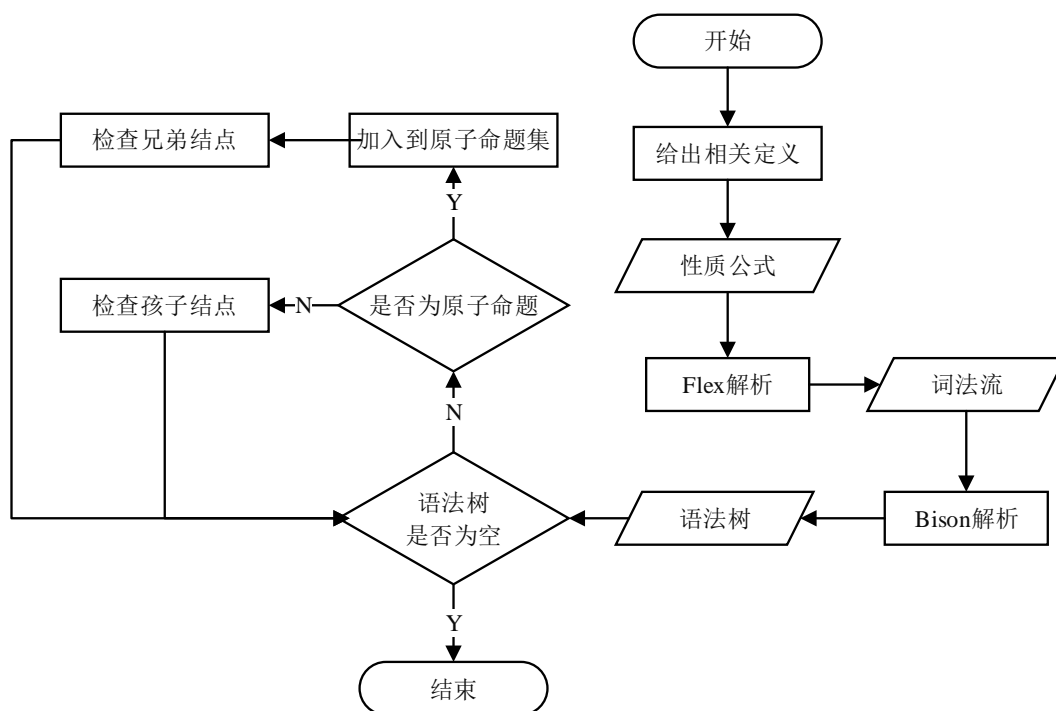 开始
检查兄弟结点
加入到原子命题集
给出相关定义
Y
性质公式
检查孩子结点
N
是否为原子命题
Flex解析
词法流
N
语法树
是否为空
语法树
Bison解析
Y
结束